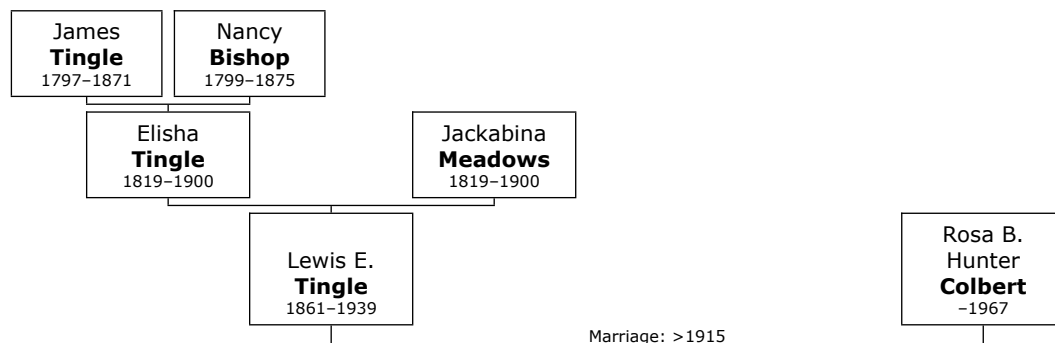 James
Tingle
1797–1871
Nancy
Bishop
1799–1875
Elisha
Tingle
1819–1900
Jackabina
Meadows
1819–1900
Lewis E.
Tingle
1861–1939
Rosa B.
Hunter
Colbert
–1967
Marriage: >1915